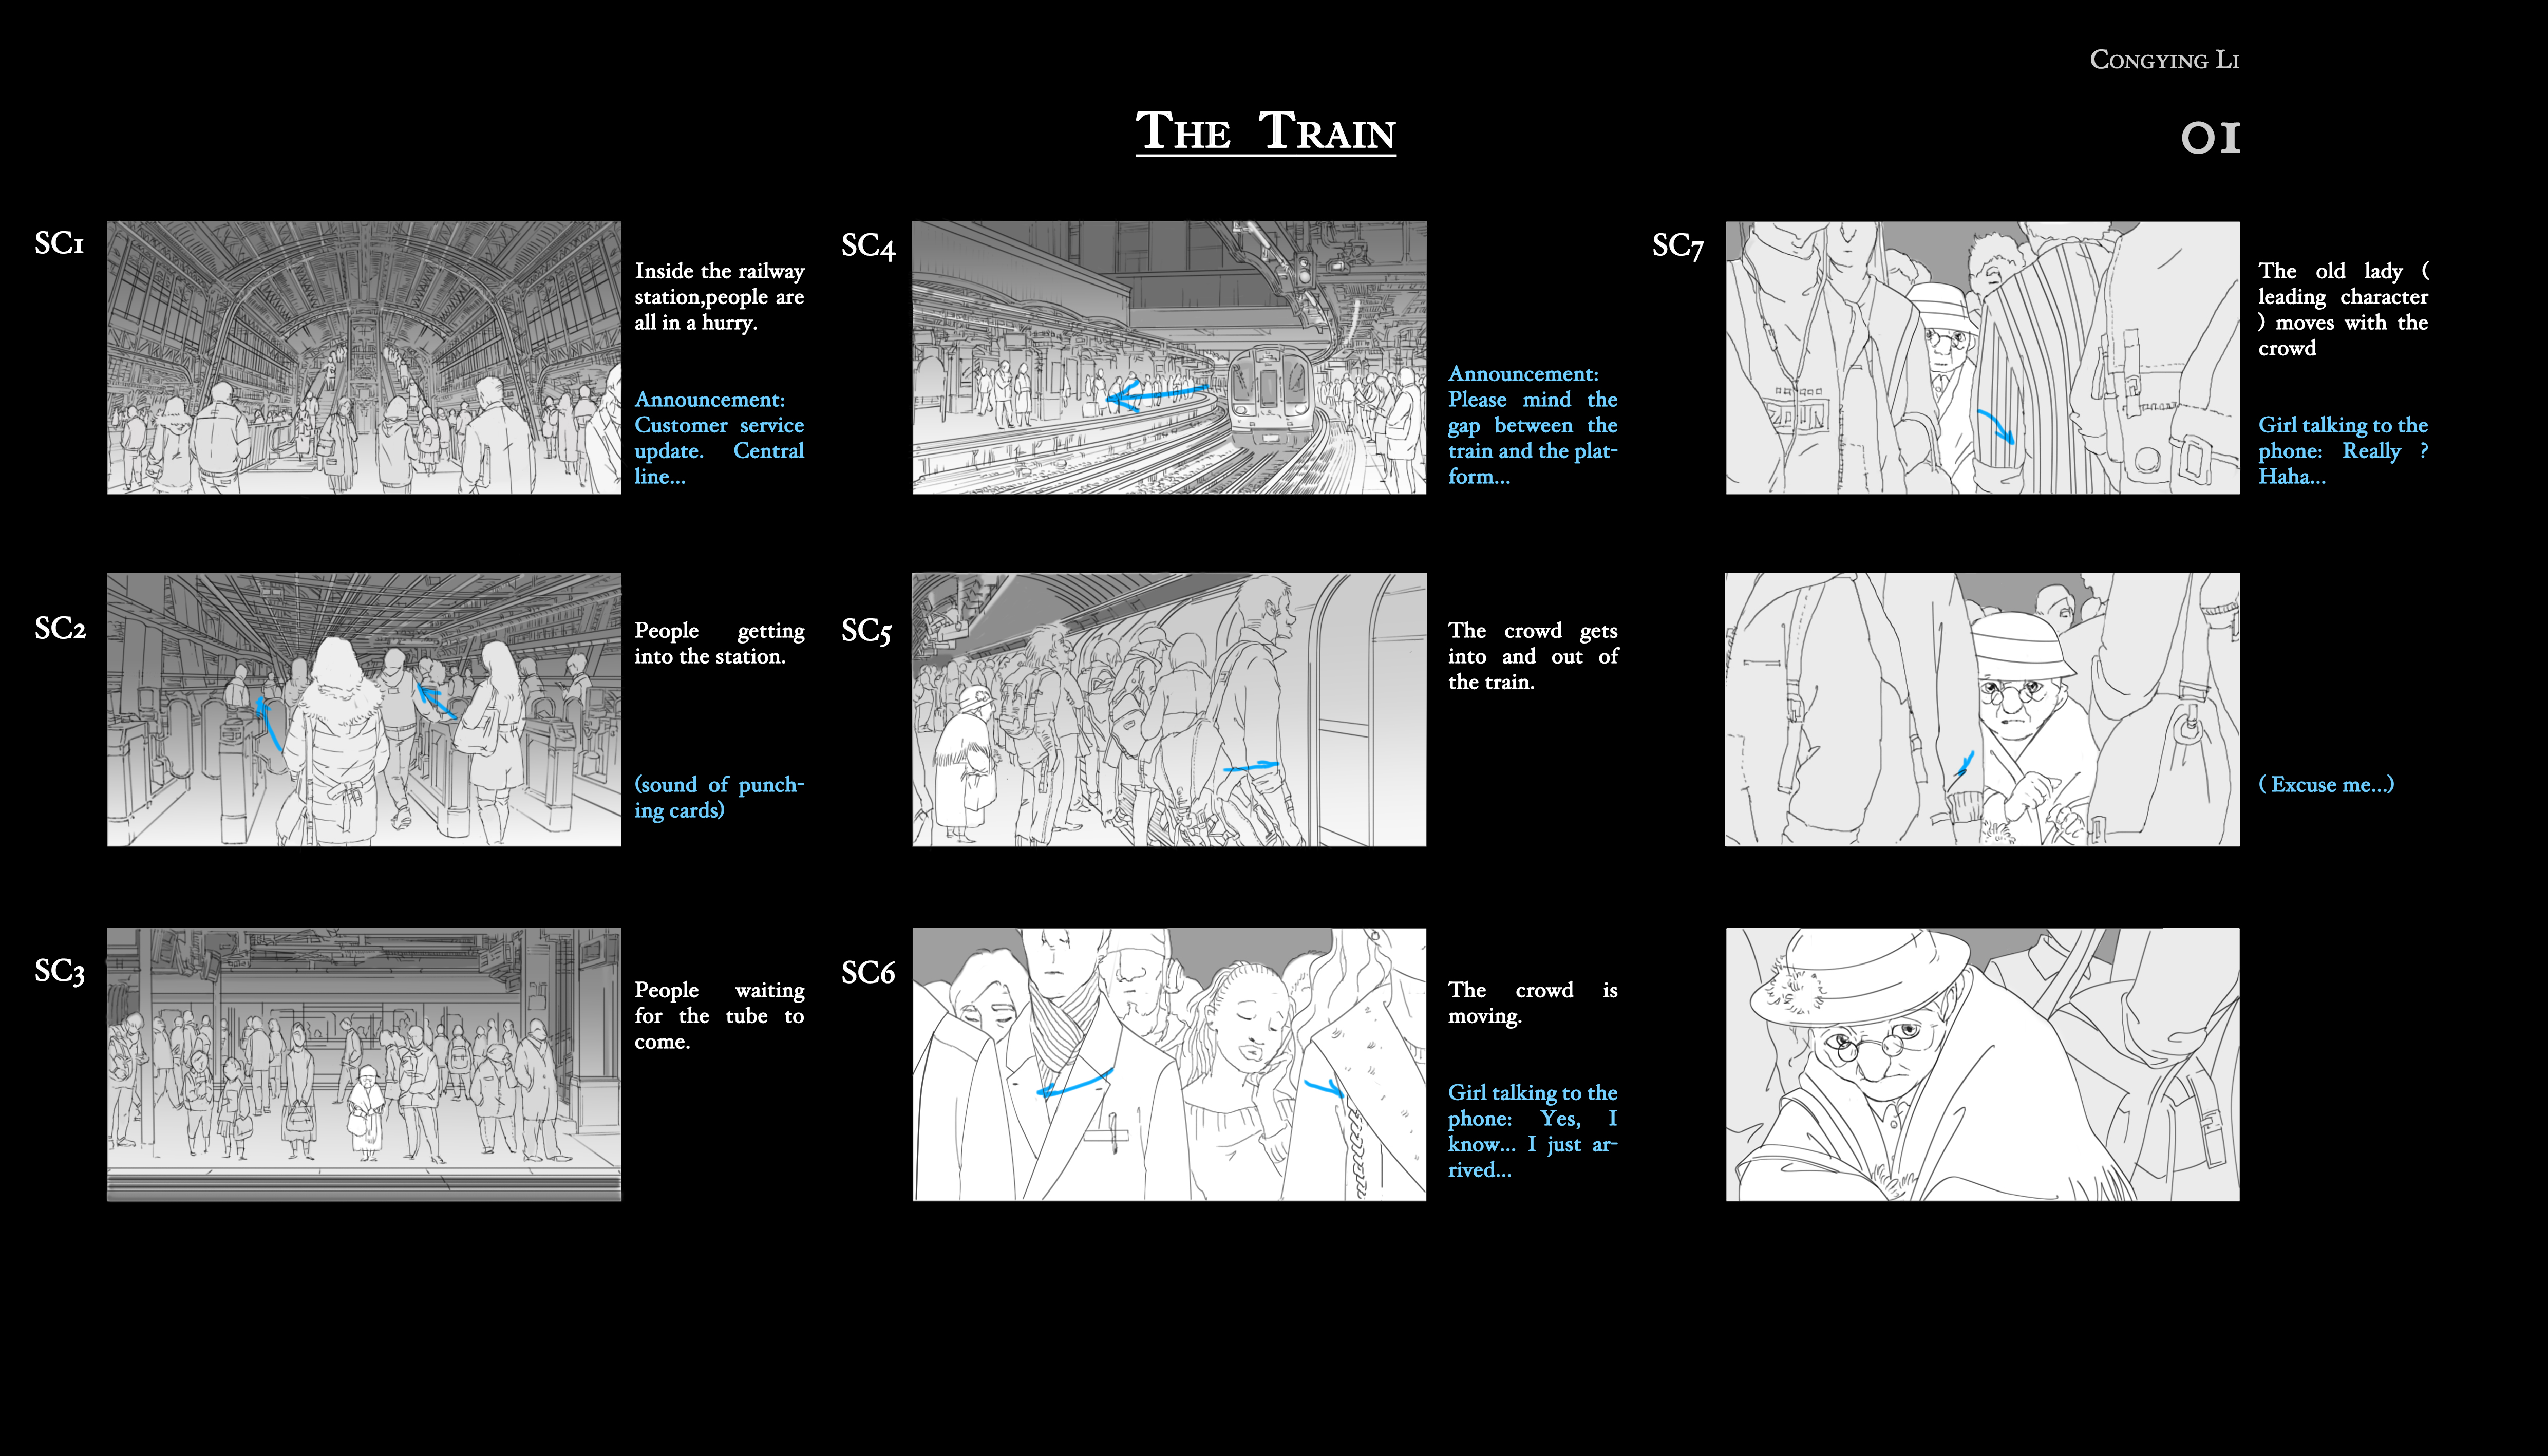 Congying Li
The Train
01
SC1
Inside the railway
station,people are
all in a hurry.
Announcement:
Customer service
update. Central
line...
SC2
People getting
into the station.
(sound of punch-
ing cards)
SC3
People waiting
for the tube to
come.
SC4
Announcement:
Please mind the
gap between the
train and the plat-
form...
SC5
The crowd gets
into and out of
the train.
SC6
The crowd is
moving.
Girl talking to the
phone: Yes, I
know... I just ar-
rived...
SC7
The old lady (
leading character
) moves with the
crowd
Girl talking to the
phone: Really ?
Haha...
( Excuse me...)